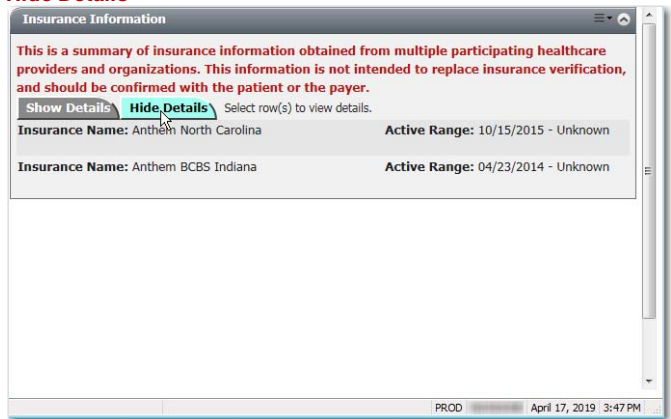 Hide Details
Insurance Information
This is a summary of insurance information obtained from multiple participating healthcare
providers and organizations. This information is not intended to replace insurance verification,
and should be confirmed with the patient or the payer.
Show Details Hide Details Select row(s) to view details.
Insurance Name: Anthem North Carolina Active Range: 10/15/2015 - Unknown
Insurance Name: Anthem BCBS Indiana Active Range: 04/23/2014 - Unknown
PROD April 17, 2019 3:47 PM